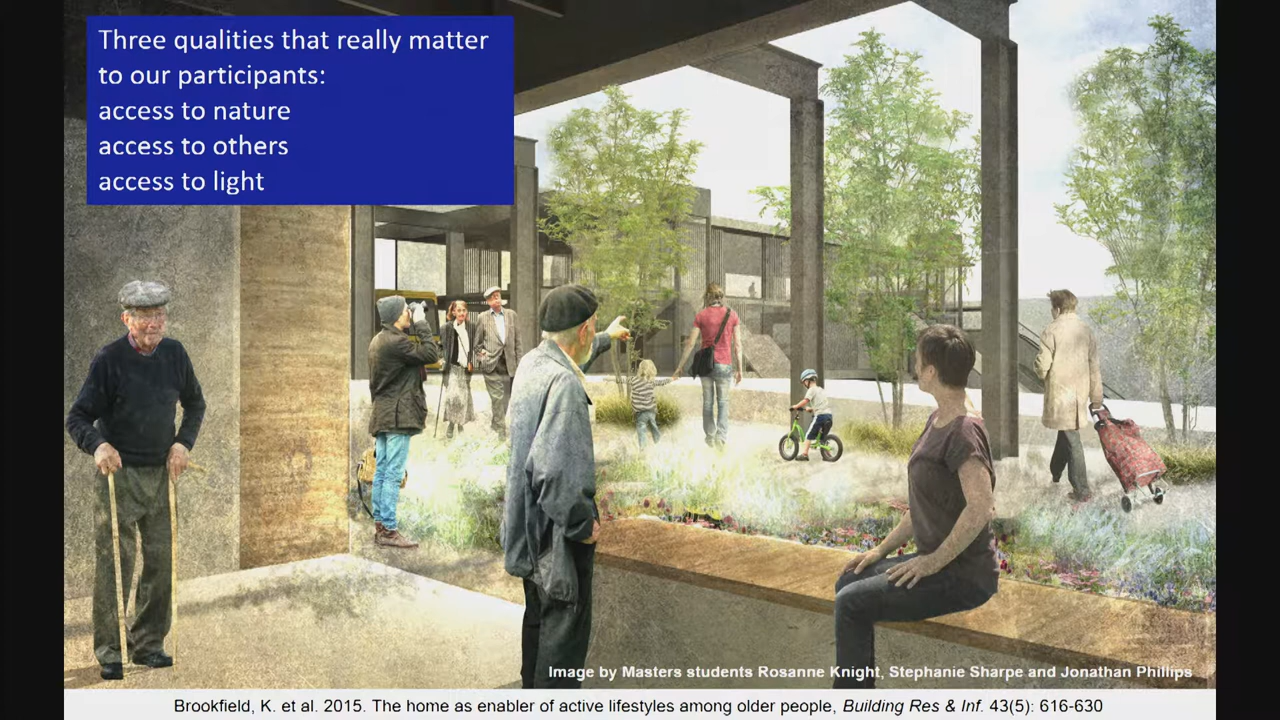 Three qualities that really matter
to our participants:
access to nature
access to others
access to light
Image by Masters students Rosanne Knight, Stephanie Sharpe and Jonathan Phillips
Brookfield, K. et al. 2015. The home as enabler of active lifestyles among older people, Building Res & Inf. 43(5): 616-630